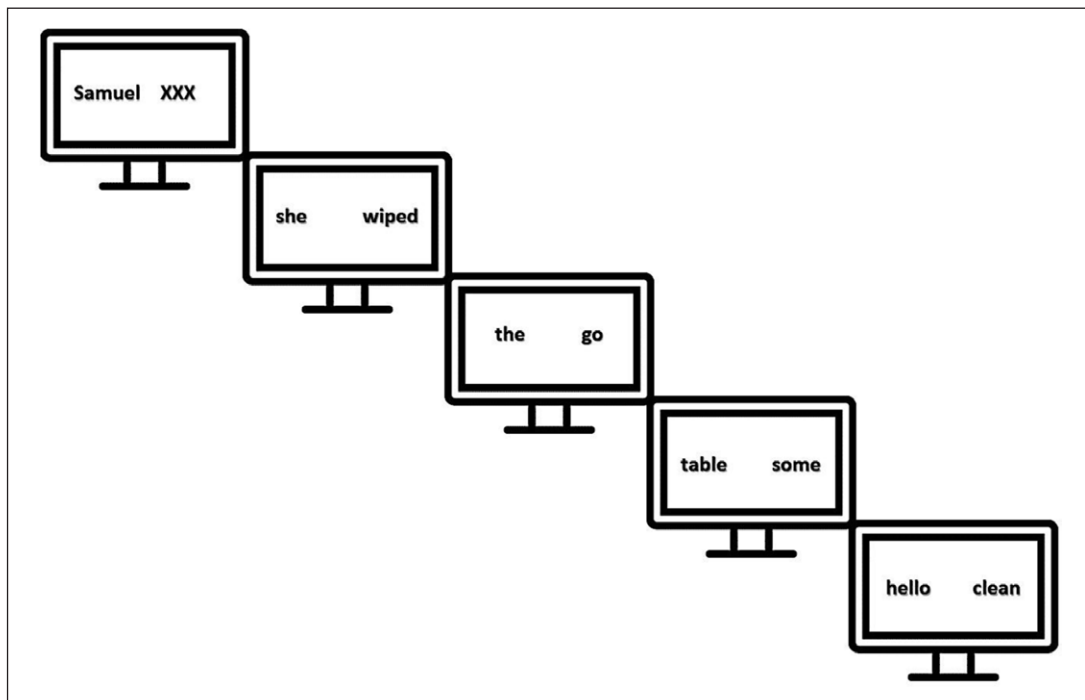 Samuel XXX
she wiped
the go
table some
hello clean